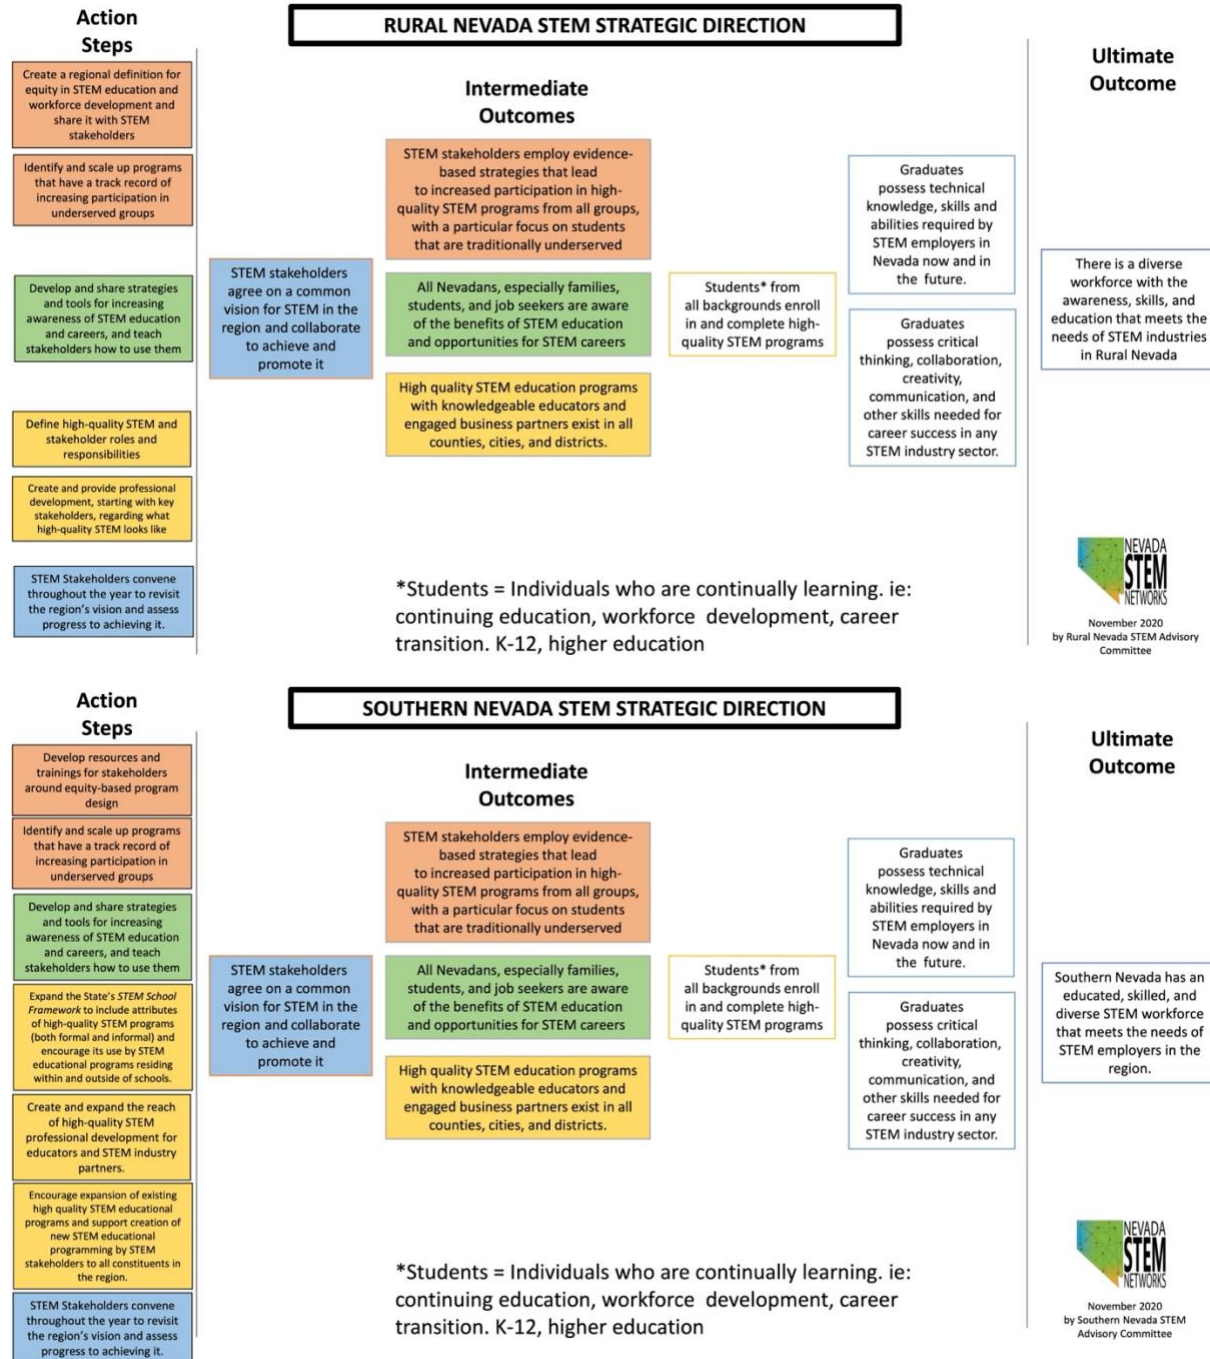 Action
Steps
RURAL NEVADA STEM STRATEGIC DIRECTION
Ultimate
Outcome
Intermediate
Outcomes
Create a regional definition for
equity in STEM education and
workforce development and
share it with STEM
stakeholders
Identify and scale up programs
that have a track record of
increasing participation in
underserved groups
Develop and share strategies
and tools for increasing
awareness of STEM education
and careers, and teach
stakeholders how to use them
Define high-quality STEM and
stakeholder roles and
responsibilities
Create and provide professional
development, starting with key
stakeholders, regarding what
high-quality STEM looks like
STEM Stakeholders convene
throughout the year to revisit
the region's vision and assess
progress to achieving it.
STEM stakeholders
agree on a common
vision for STEM in the
region and collaborate
to achieve and
promote it
STEM stakeholders employ evidence-
based strategies that lead
to increased participation in high-
quality STEM programs from all groups,
with a particular focus on students
that are traditionally underserved
All Nevadans, especially families,
students, and job seekers are aware
of the benefits of STEM education
and opportunities for STEM careers
High quality STEM education programs
with knowledgeable educators and
engaged business partners exist in all
counties, cities, and districts.
Students* from
all backgrounds enroll
in and complete high-
quality STEM programs
Graduates
possess technical
knowledge, skills and
abilities required by
STEM employers in
Nevada now and in
the future.
Graduates
possess critical
thinking, collaboration,
creativity,
communication, and
other skills needed for
career success in any
STEM industry sector.
There is a diverse
workforce with the
awareness, skills, and
education that meets the
needs of STEM industries
in Rural Nevada
*Students = Individuals who are continually learning. ie:
continuing education, workforce development, career
transition. K-12, higher education
NEVADA
STEM
NETWORKS
November 2020
by Rural Nevada STEM Advisory
Committee
Action
Steps
SOUTHERN NEVADA STEM STRATEGIC DIRECTION
Ultimate
Outcome
Intermediate
Outcomes
Develop resources and
trainings for stakeholders
around equity-based program
design
Identify and scale up programs
that have a track record of
increasing participation in
underserved groups
Develop and share strategies
and tools for increasing
awareness of STEM education
and careers, and teach
stakeholders how to use them
Expand the State's STEM School
Framework to include attributes
of high-quality STEM programs
(both formal and informal) and
encourage its use by STEM
educational programs residing
within and outside of schools.
Create and expand the reach
of high-quality STEM
professional development for
educators and STEM industry
partners.
Encourage expansion of existing
high quality STEM educational
programs and support creation of
new STEM educational
programming by STEM
stakeholders to all constituents in
the region.
STEM Stakeholders convene
throughout the year to revisit
the region's vision and assess
progress to achieving it.
STEM stakeholders
agree on a common
vision for STEM in the
region and collaborate
to achieve and
promote it
STEM stakeholders employ evidence-
based strategies that lead
to increased participation in high-
quality STEM programs from all groups,
with a particular focus on students
that are traditionally underserved
All Nevadans, especially families,
students, and job seekers are aware
of the benefits of STEM education
and opportunities for STEM careers
High quality STEM education programs
with knowledgeable educators and
engaged business partners exist in all
counties, cities, and districts.
Students* from
all backgrounds enroll
in and complete high-
quality STEM programs
Graduates
possess technical
knowledge, skills and
abilities required by
STEM employers in
Nevada now and in
the future.
Graduates
possess critical
thinking, collaboration,
creativity,
communication, and
other skills needed for
career success in any
STEM industry sector.
Southern Nevada has an
educated, skilled, and
diverse STEM workforce
that meets the needs of
STEM employers in the
region.
*Students = Individuals who are continually learning. ie:
continuing education, workforce development, career
transition. K-12, higher education
NEVADA
STEM
NETWORKS
November 2020
by Southern Nevada STEM
Advisory Committee